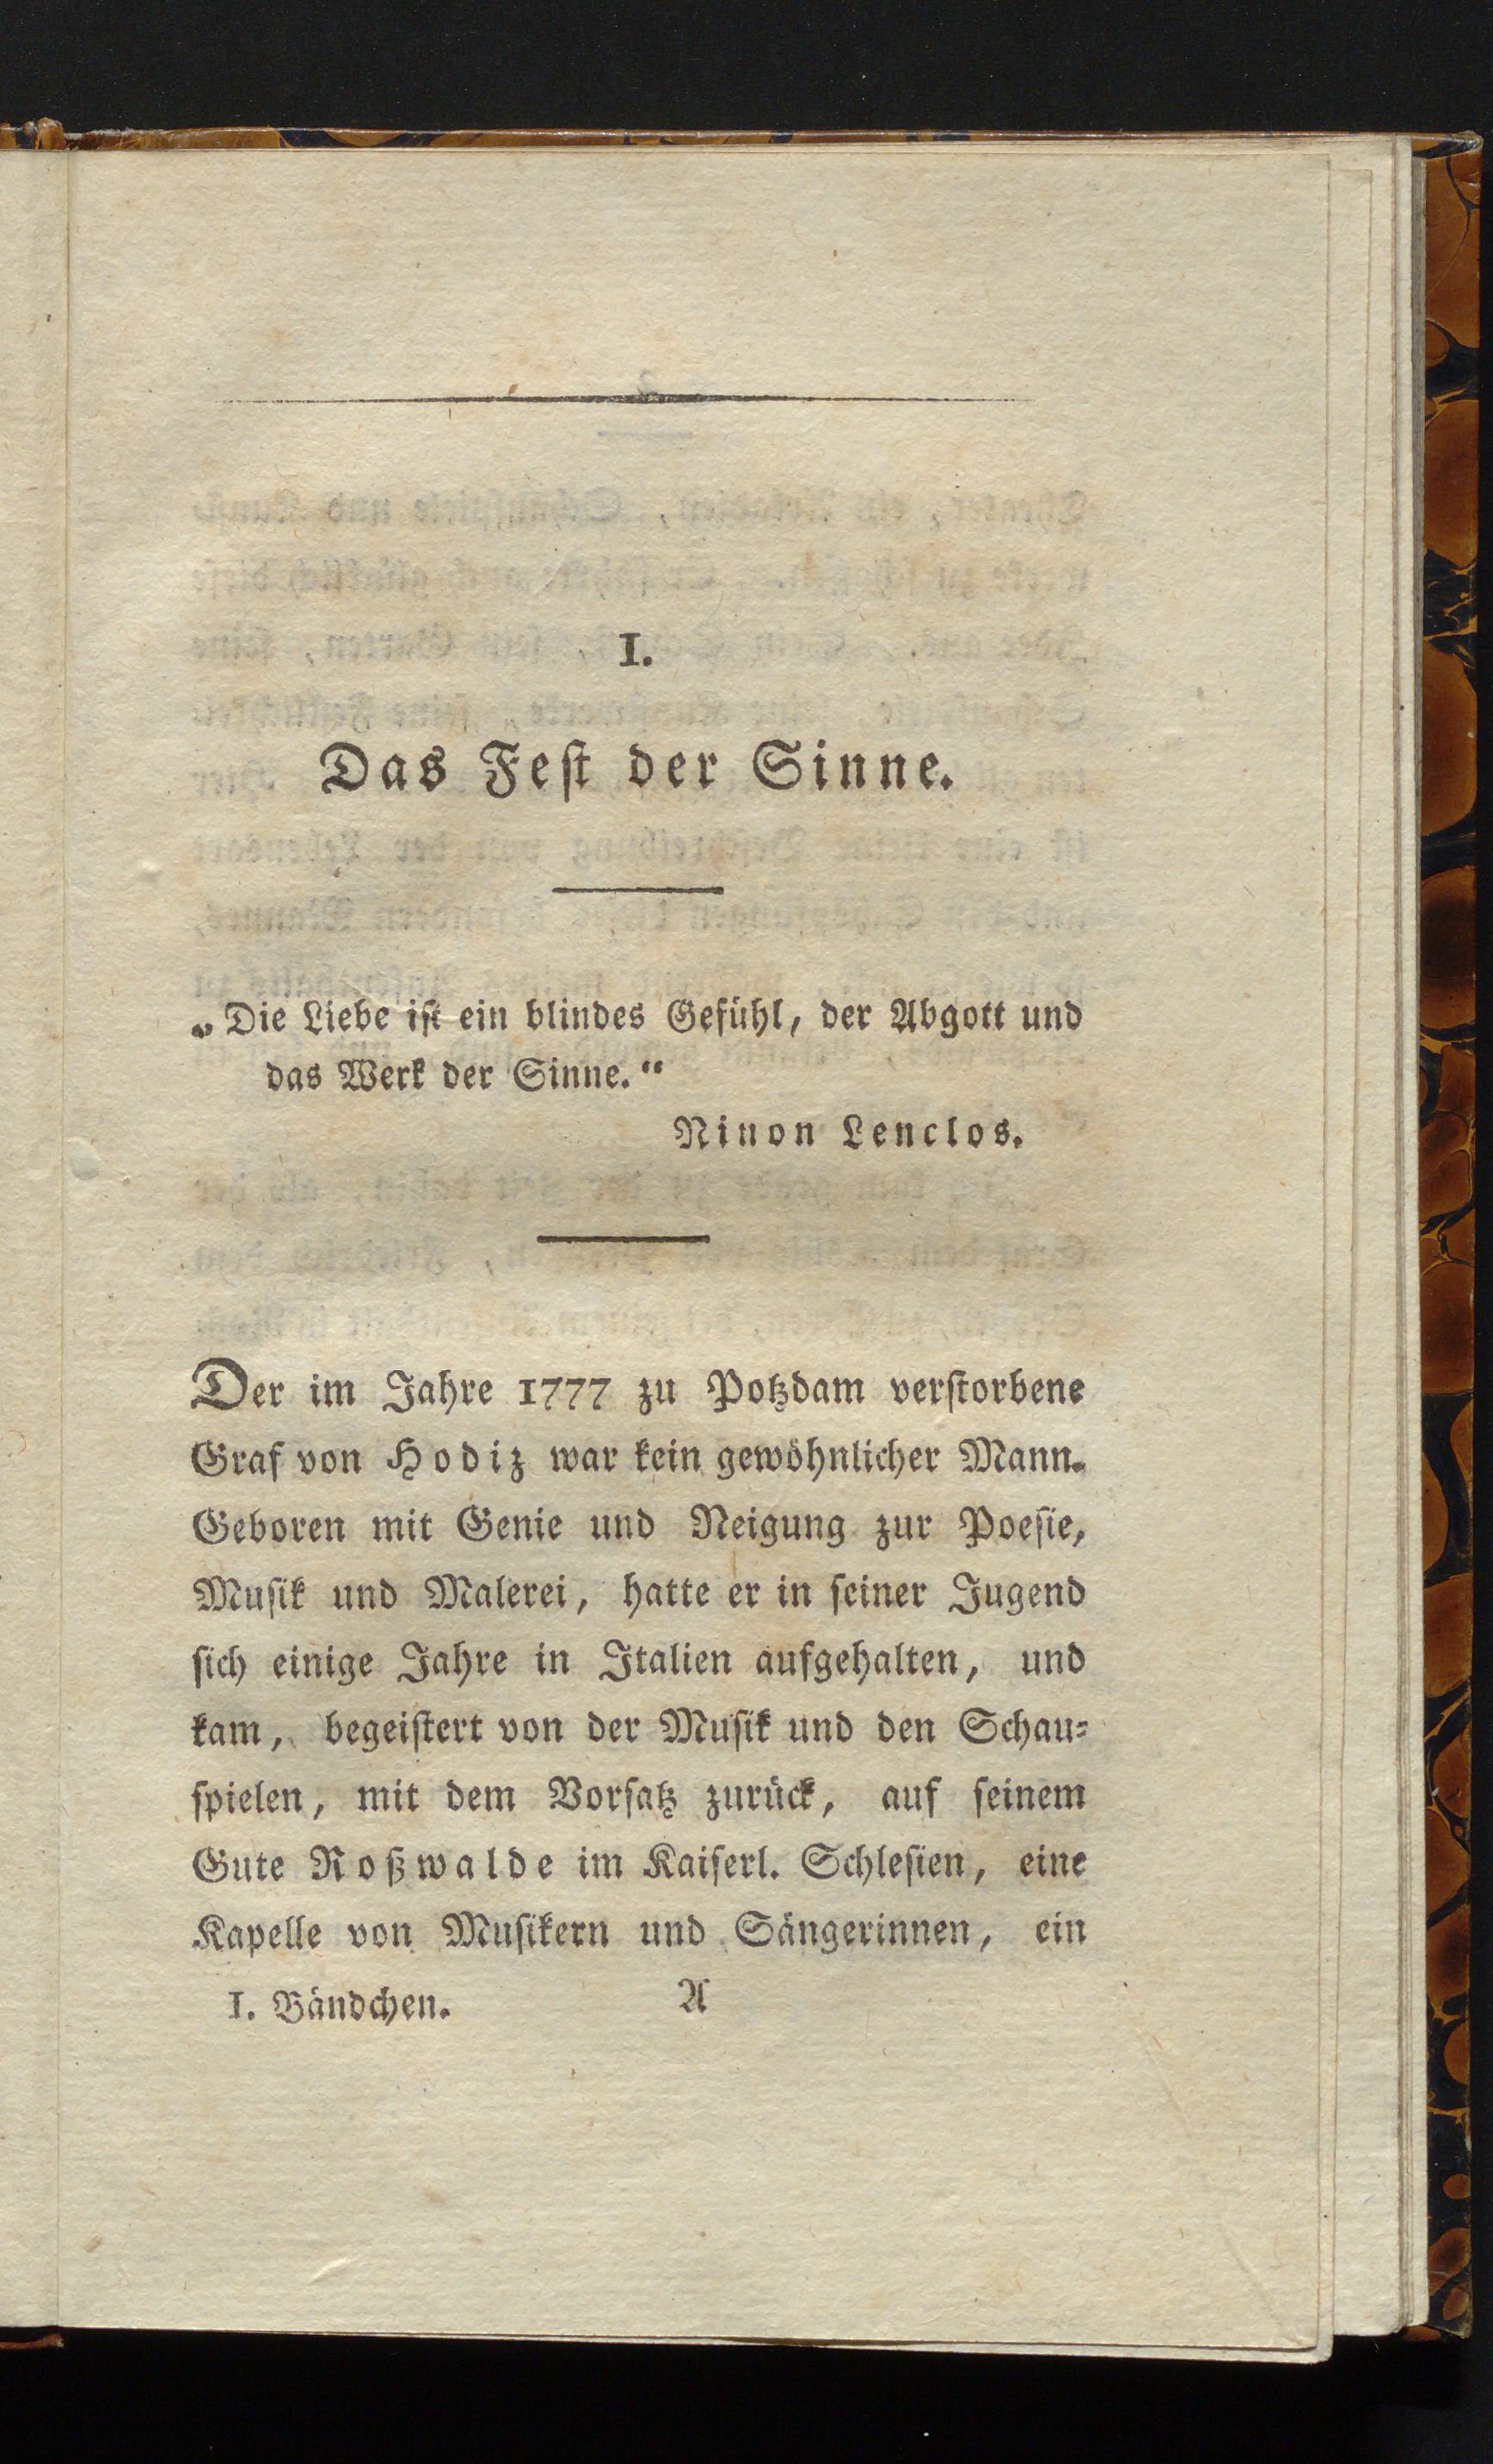 I.
Das Feſt der Sinne.
„Die Liebe iſt ein blindes Gefühl, der Abgott und
das Werk der Sinne.“
Ninon Lenclos.
Der im Jahre 1777 zu Potzdam verſtorbene
Graf von Hodiz war kein gewöhnlicher Mann.
Geboren mit Genie und Neigung zur Poeſie,
Muſik und Malerei, hatte er in ſeiner Jugend
ſich einige Jahre in Italien aufgehalten, und
kam, begeiſtert von der Muſik und den Schau⸗
ſpielen, mit dem Vorſatz zurück, auf ſeinem
Gute Roßwalde im Kaiſerl. Schleſien, eine
Kapelle von Muſikern und Sängerinnen, ein
I. Bändchen. A